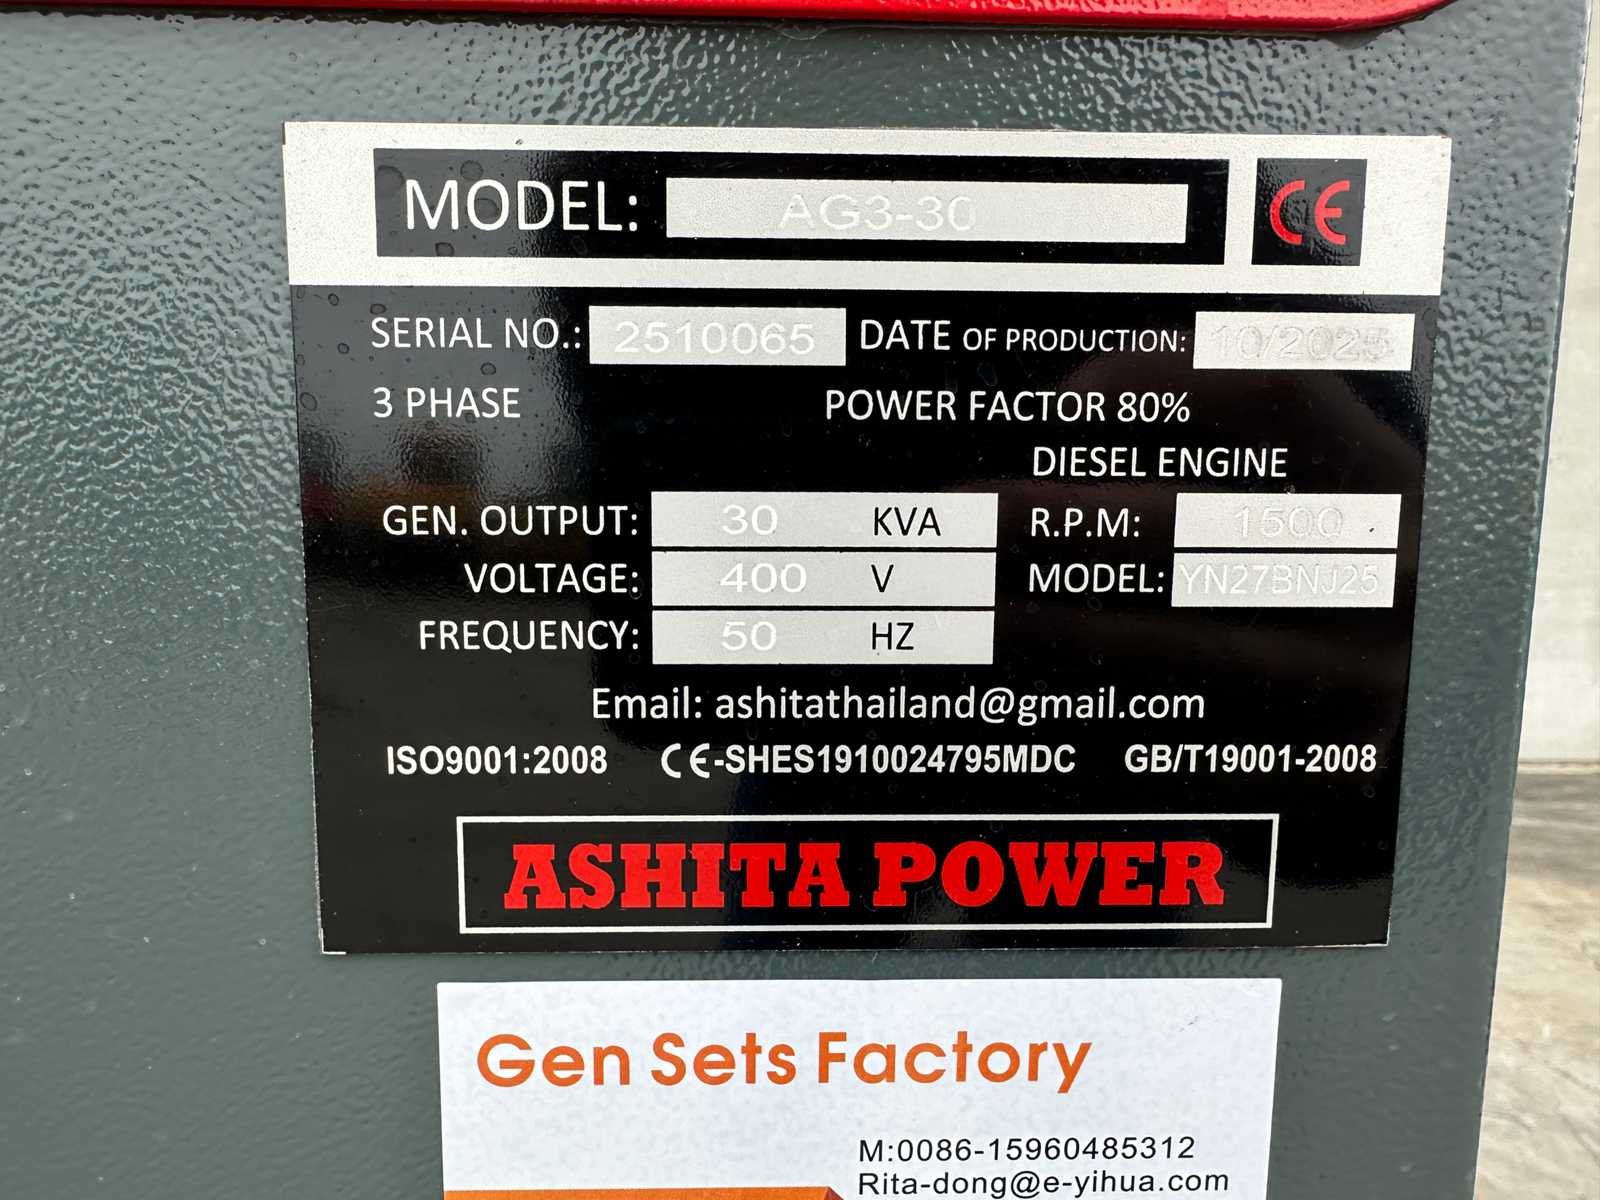 MODEL: AG3-30 CE
SERIAL NO.: 2510065 DATE OF PRODUCTION: 10/2025
3 PHASE POWER FACTOR 80%
DIESEL ENGINE
GEN. OUTPUT: 30 KVA R.P.M: 1500
VOLTAGE: 400 V MODEL: YN27BNJ25
FREQUENCY: 50 HZ
Email: ashitathailand@gmail.com
ISO9001:2008 CE-SHES1910024795MDC GB/T19001-2008
ASHITA POWER
Gen Sets Factory
M:0086-15960485312
Rita-dong@e-yihua.com